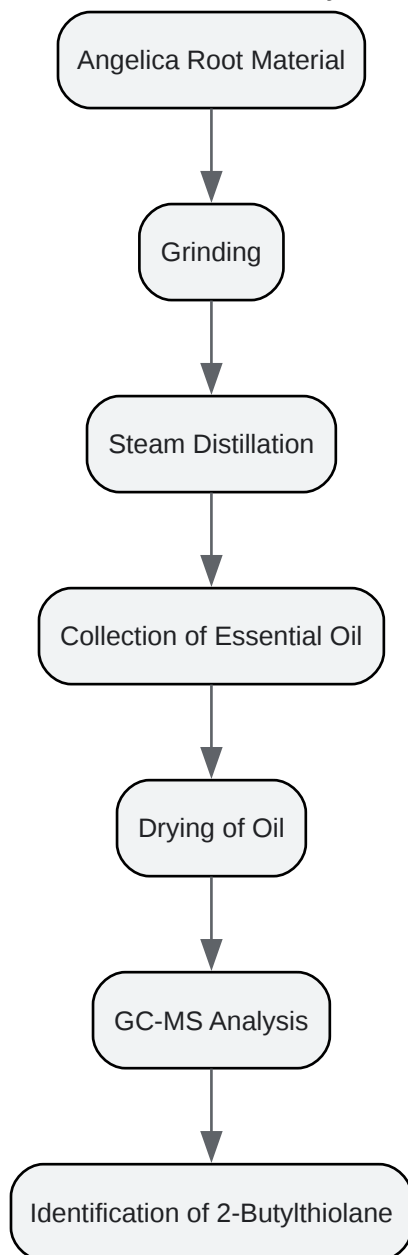 Angelica Root Material
Grinding
Steam Distillation
Collection of Essential Oil
Drying of Oil
GC-MS Analysis
Identification of 2-Butylthiolane